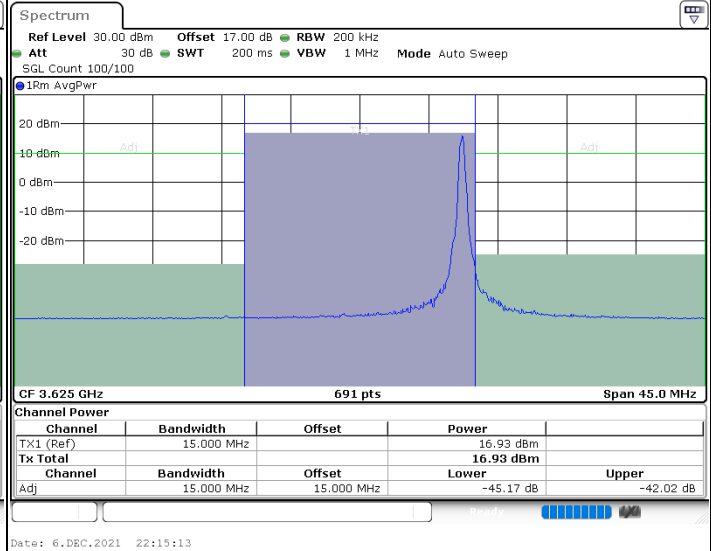 Spectrum
Ref Level 30.00 dBm Offset 17.00 dB RBW 200 kHz
Att 30 dB SWT 200 ms VBW 1 MHz Mode Auto Sweep
SGL Count 100/100
1Rm AvgPwr
20 dBm
TX1
Adj
10 dBm
Adj
0 dBm
-10 dBm
-20 dBm
CF 3.625 GHz 691 pts Span 45.0 MHz
Channel Power
Channel Bandwidth Offset Power
TX1 (Ref) 15.000 MHz 16.93 dBm
Tx Total 16.93 dBm
Channel Bandwidth Offset Lower Upper
Adj 15.000 MHz 15.000 MHz -45.17 dB -42.02 dB
Ready
Date: 6.DEC.2021 22:15:13